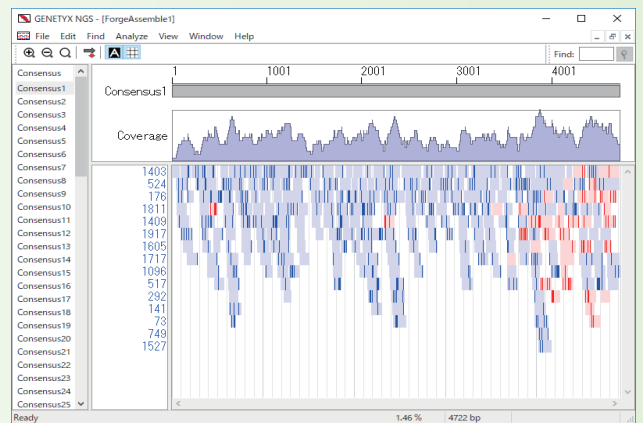 GENETYX NGS - [ForgeAssemble1]
File Edit Find Analyze View Window Help
Find:
Consensus
Consensus1
Consensus2
Consensus3
Consensus4
Consensus5
Consensus6
Consensus7
Consensus8
Consensus9
Consensus10
Consensus11
Consensus12
Consensus13
Consensus14
Consensus15
Consensus16
Consensus17
Consensus18
Consensus19
Consensus20
Consensus21
Consensus22
Consensus23
Consensus24
Consensus25
1 1001 2001 3001 4001
Consensus1
Coverage
1403
524
176
1811
1409
1917
1605
1717
1096
517
292
141
73
749
1527
Ready 1.46 % 4722 bp